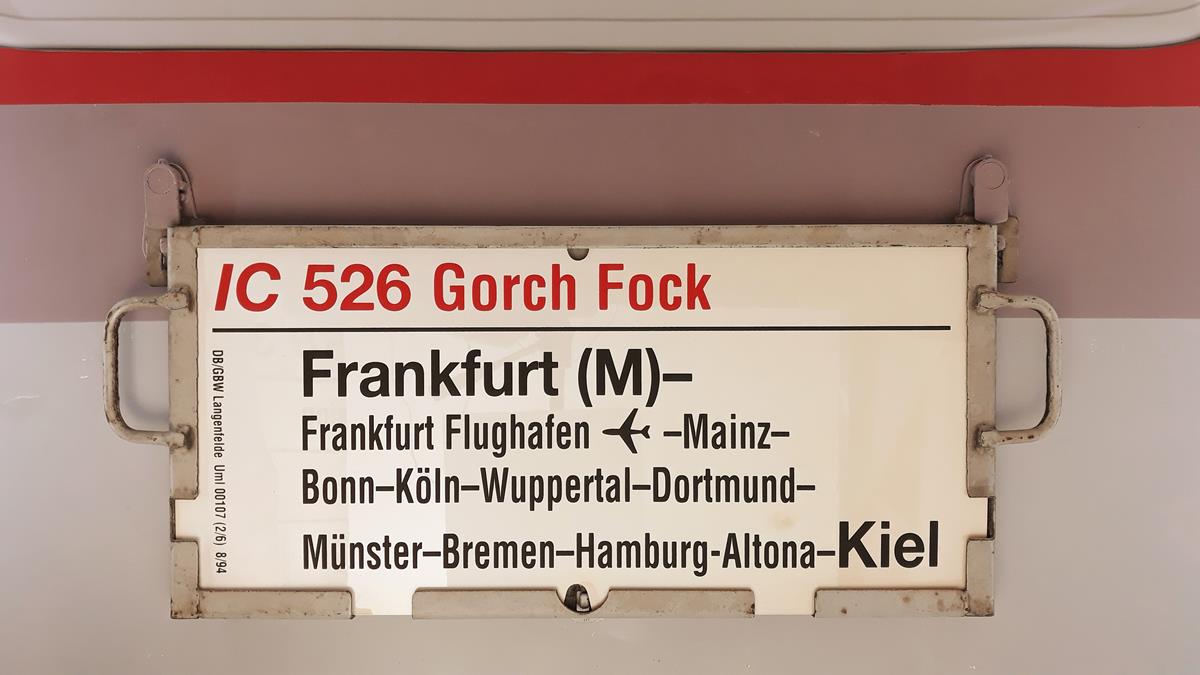 IC 526 Gorch Fock
Frankfurt (M)–
Frankfurt Flughafen ✈ –Mainz–
Bonn–Köln–Wuppertal–Dortmund–
Münster–Bremen–Hamburg-Altona–Kiel
DB/GBW Langenfelde Uml 00107 (2/6) 8/94